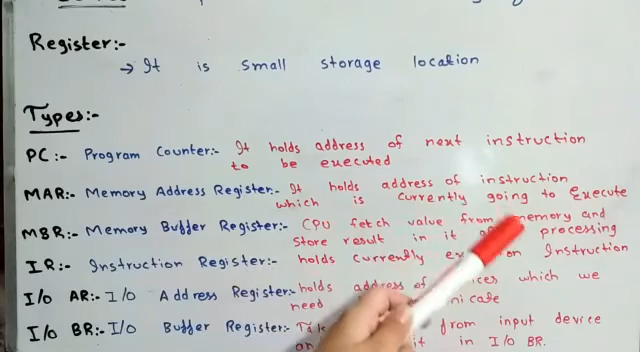 Register:-
→ It is small storage location
Types:-
PC:- Program Counter:- It holds address of next instruction
to be executed
MAR:- Memory Address Register:- It holds address of instruction
which is currently going to Execute
MBR:- Memory Buffer Register:- CPU fetch value from memory and
store result in it processing
IR:- Instruction Register:- holds currently Instruction
I/o AR:- I/O Address Register:- holds address of which we
need
I/o BR:- I/O Buffer Register:- from input device
it in I/O BR.